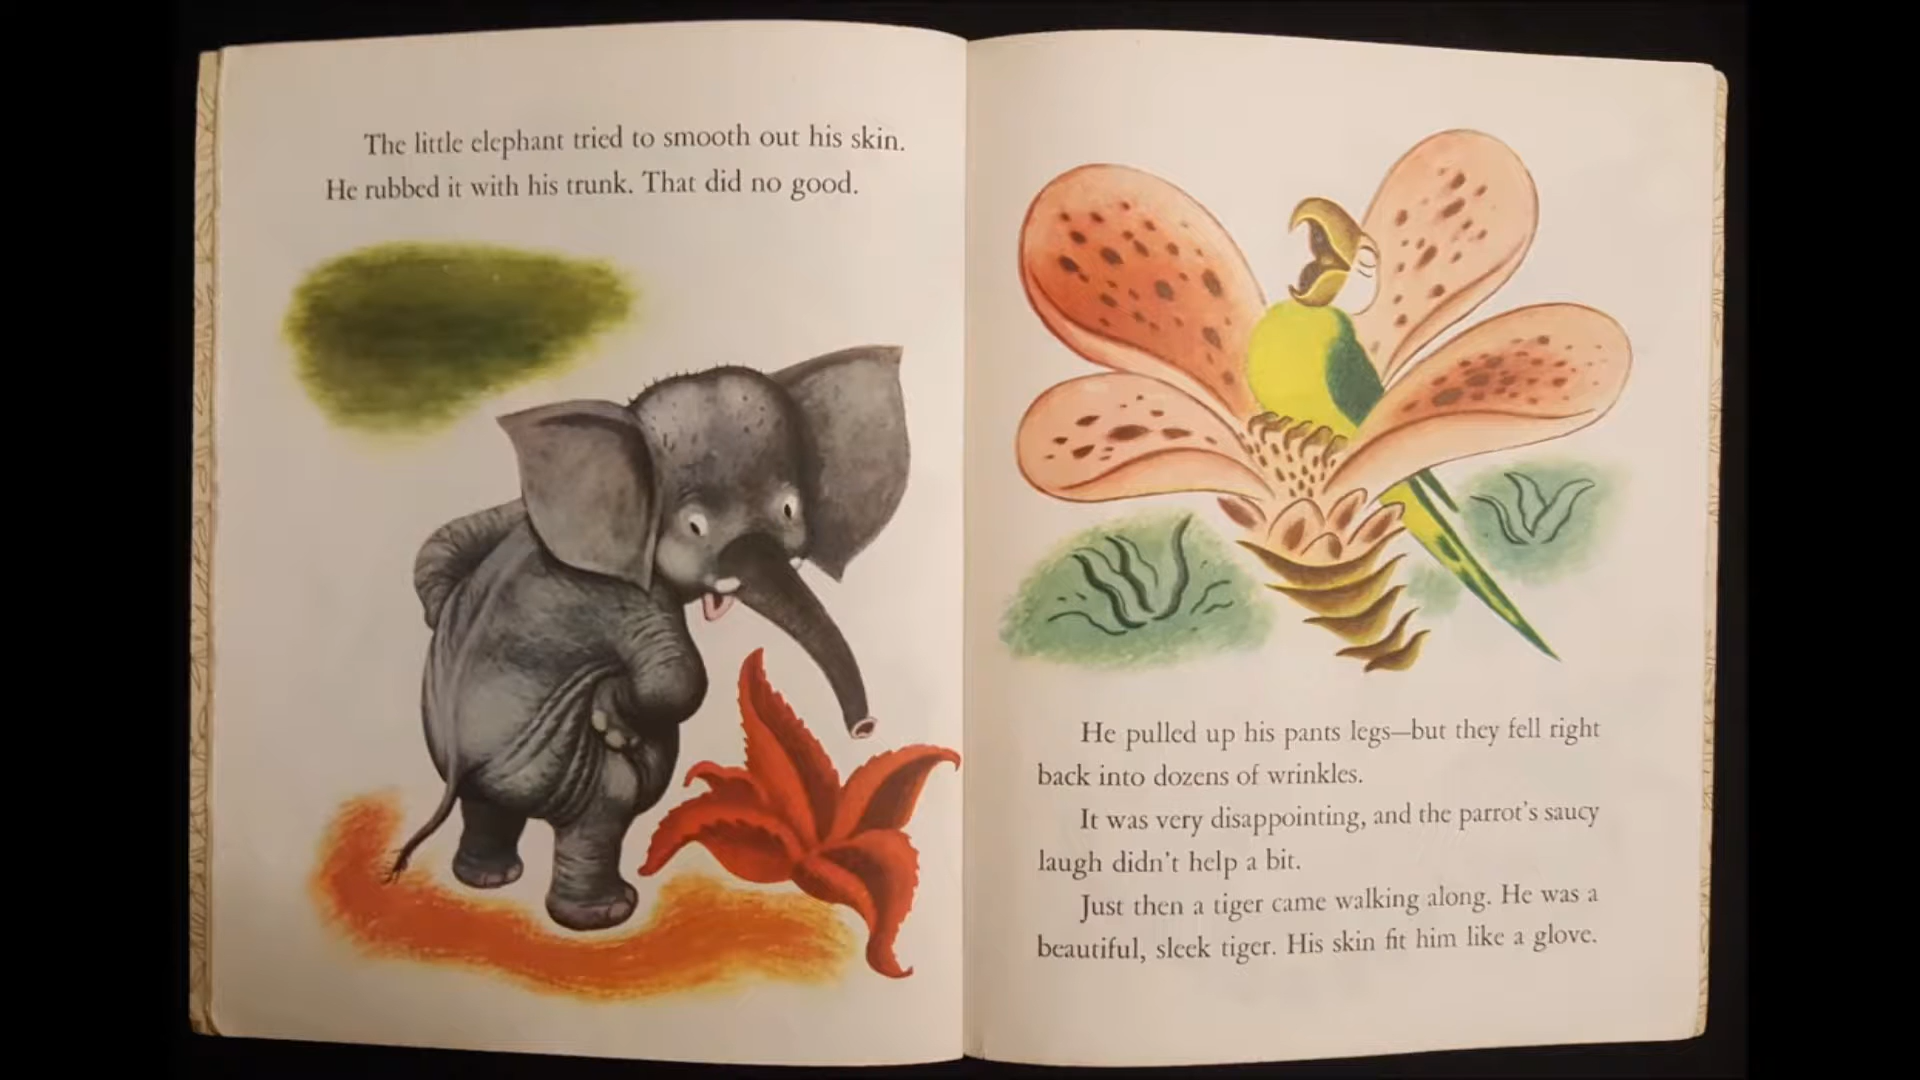 The little elephant tried to smooth out his skin.
He rubbed it with his trunk. That did no good.
He pulled up his pants legs—but they fell right
back into dozens of wrinkles.
It was very disappointing, and the parrot's saucy
laugh didn't help a bit.
Just then a tiger came walking along. He was a
beautiful, sleek tiger. His skin fit him like a glove.